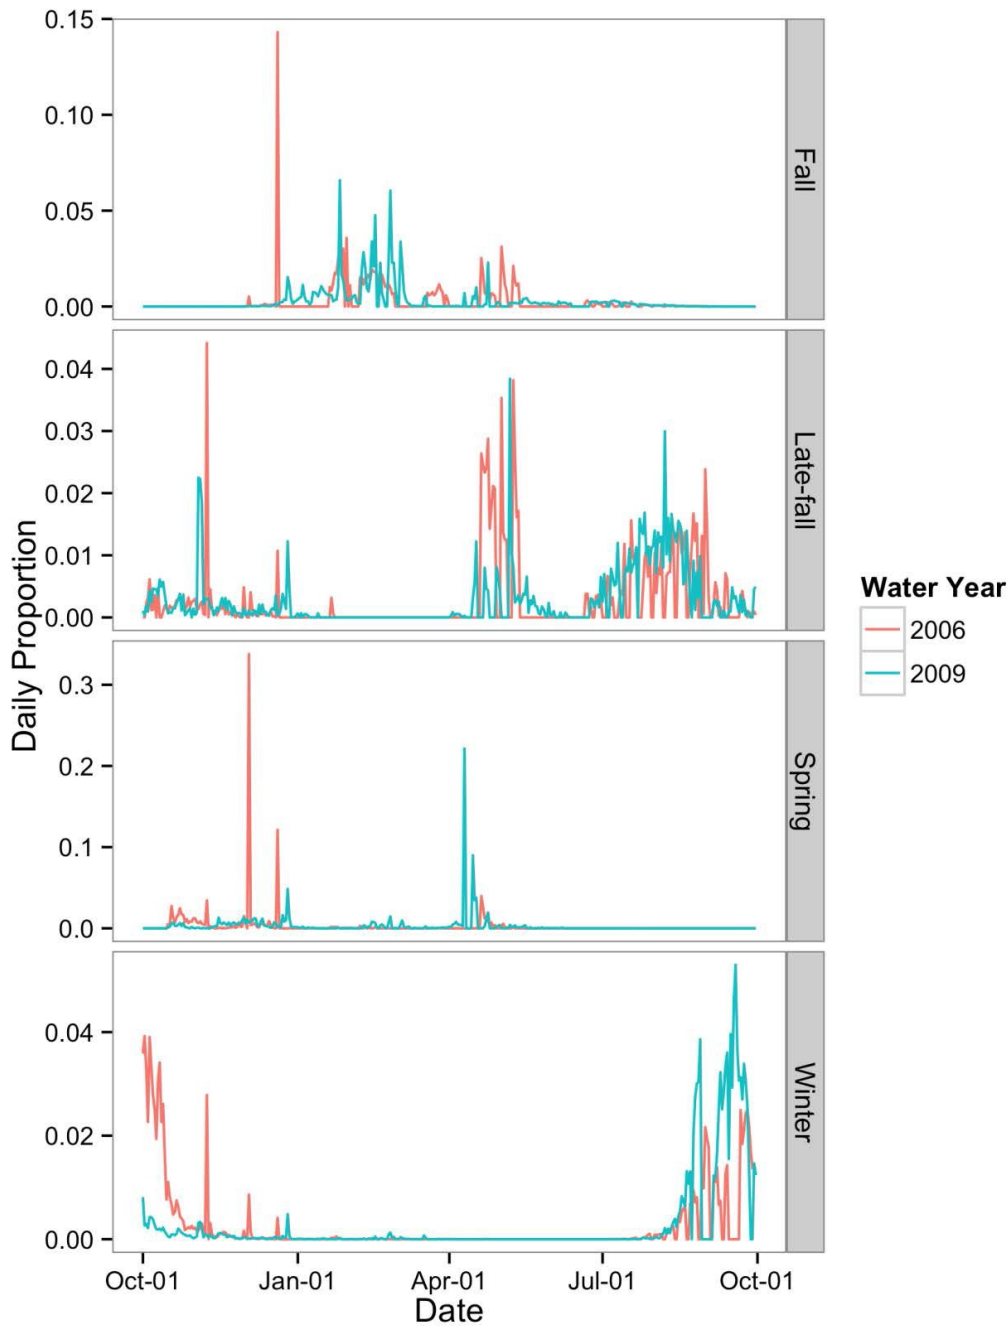 0.15
0.10
0.05
0.00
Fall
0.04
0.03
0.02
0.01
0.00
Late-fall
0.3
0.2
0.1
0.0
Spring
0.04
0.02
0.00
Winter
Daily Proportion
Oct-01 Jan-01 Apr-01 Jul-01 Oct-01
Date
Water Year
2006
2009